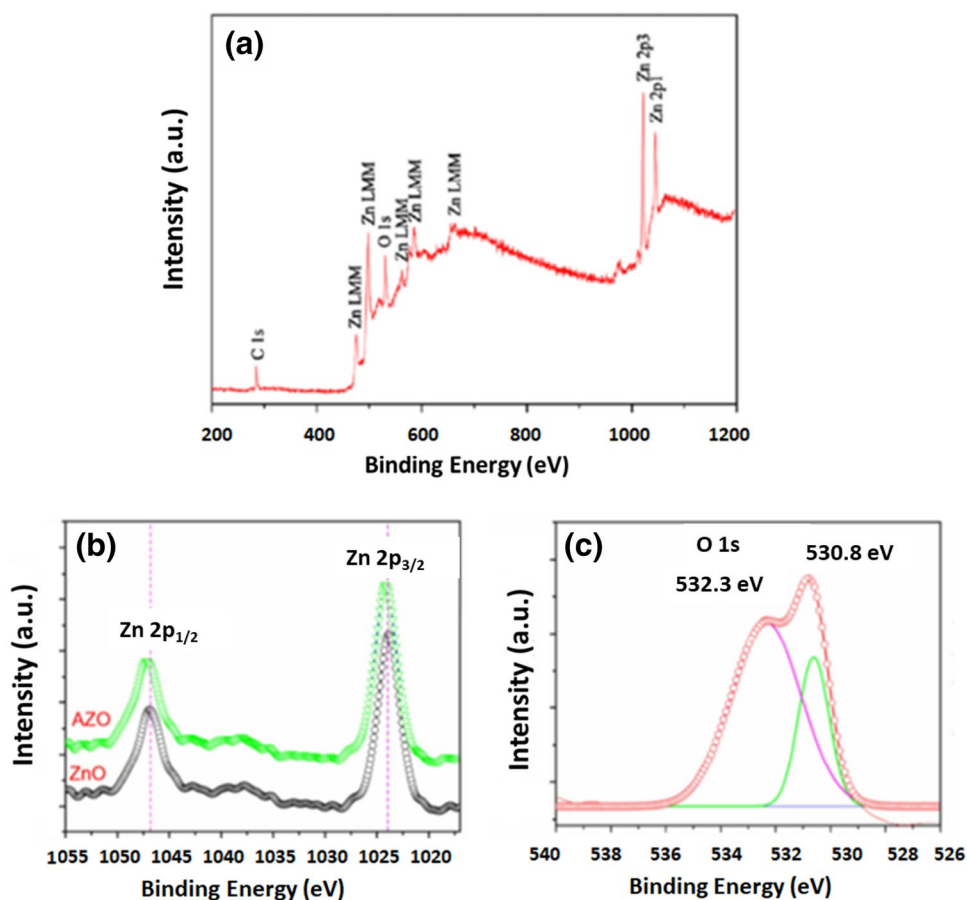 (a)
Intensity (a.u.)
C 1s
Zn LMM
Zn LMM
O 1s
Zn LMM
Zn LMM
Zn LMM
Zn 2p3
Zn 2p1
200 400 600 800 1000 1200
Binding Energy (eV)
(b)
Intensity (a.u.)
Zn 2p3/2
Zn 2p1/2
AZO
ZnO
1055 1047 1045 1040 1030 1025 1024 1020
Binding Energy (eV)
(c)
Intensity (a.u.)
O 1s
530.8 eV
532.3 eV
540 538 536 534 532 531 530 528 526
Binding Energy (eV)